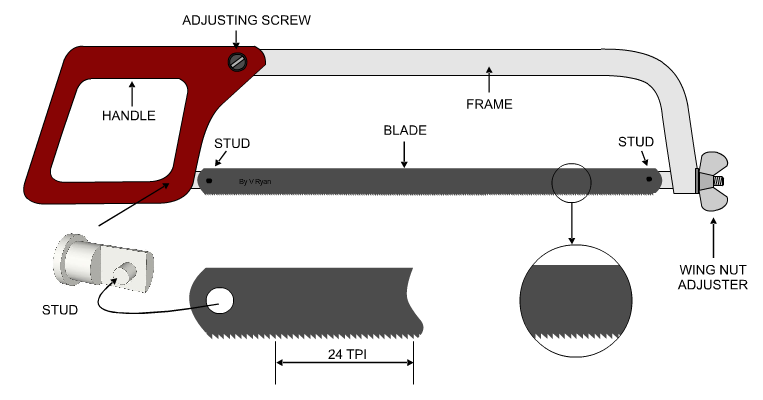 ADJUSTING SCREW
HANDLE
FRAME
STUD
BLADE
STUD
By V Ryan
WING NUT
ADJUSTER
STUD
24 TPI